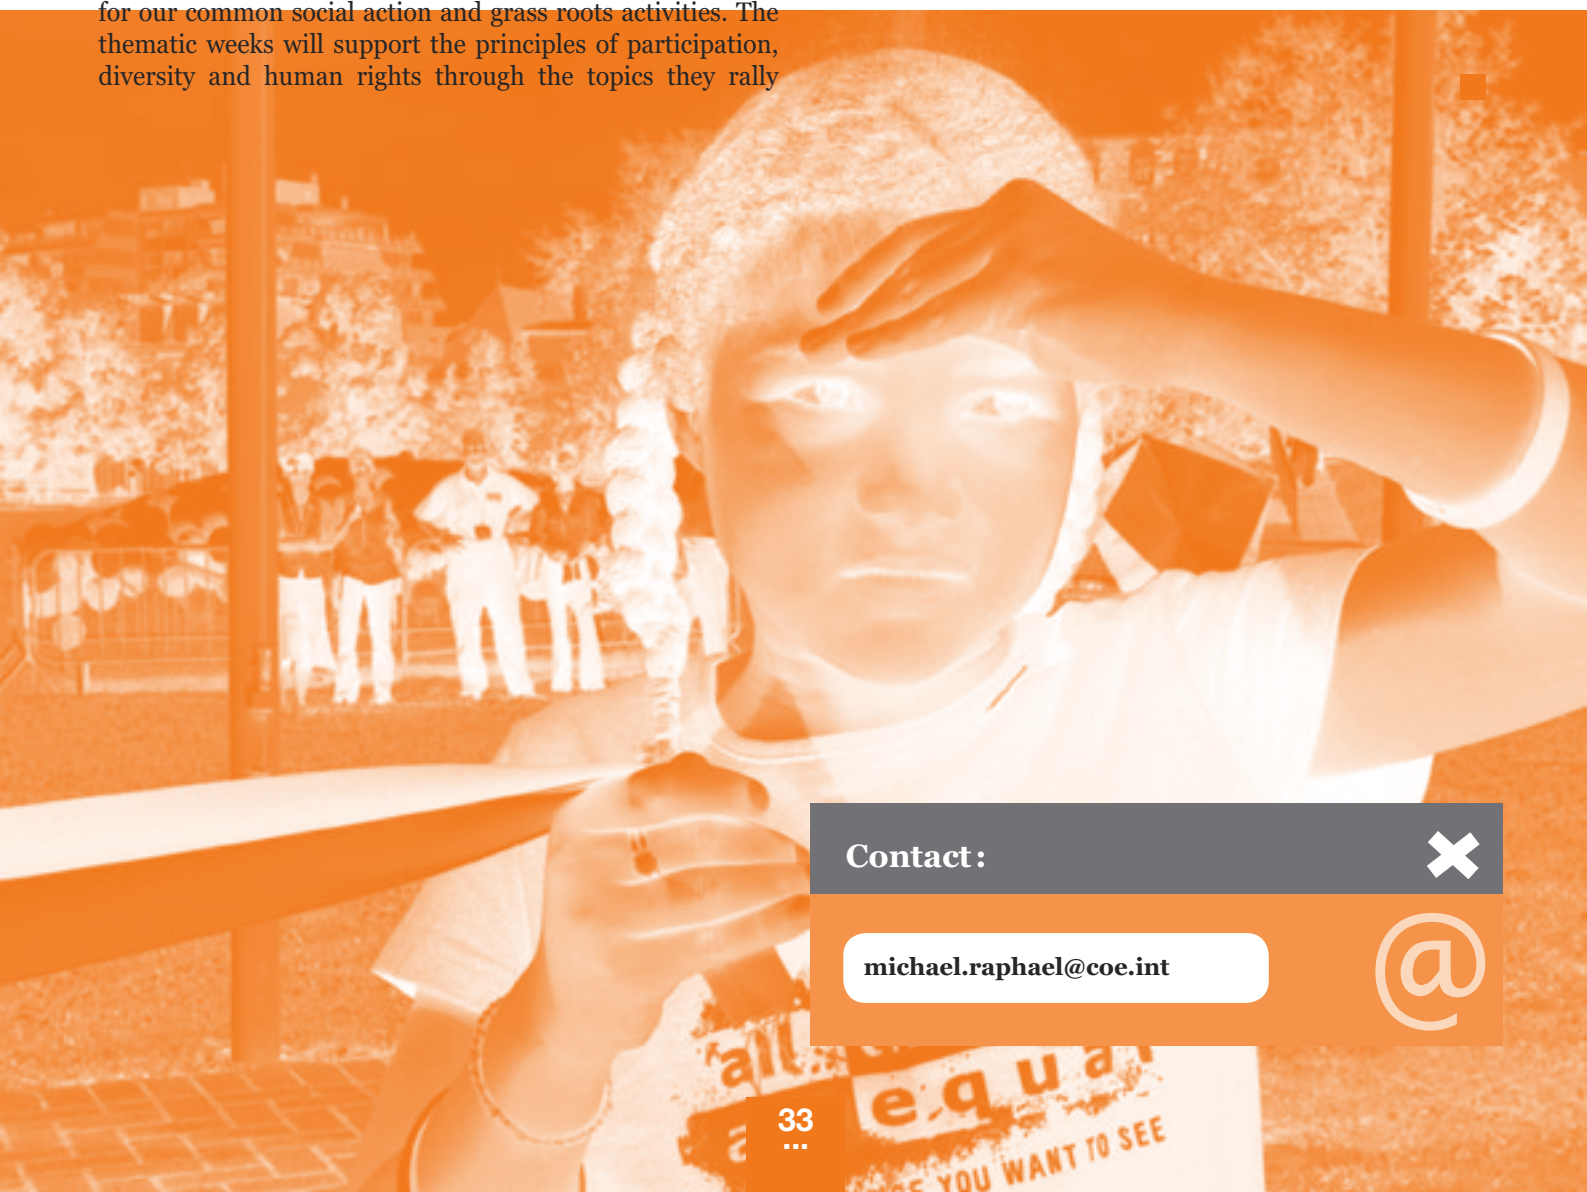 for our common social action and grass roots activities. The
thematic weeks will support the principles of participation,
diversity and human rights through the topics they rally
Contact:
michael.raphael@coe.int
@
all
equal
YOU WANT TO SEE
33
...